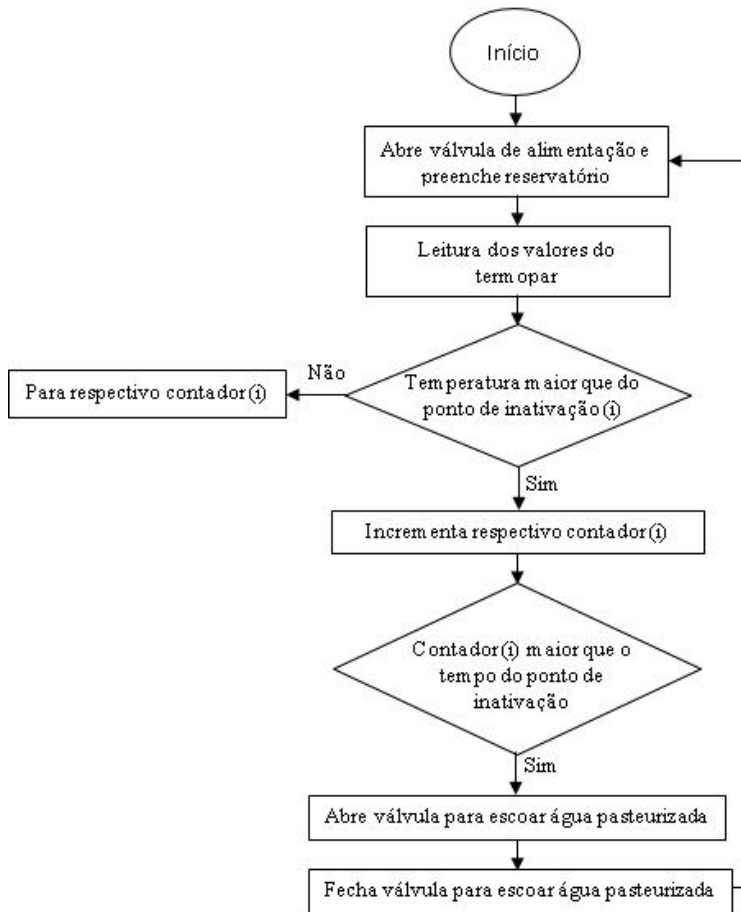 Início
Abre válvula de alimentação e
preenche reservatório
Leitura dos valores do
termopar
Não
Para respectivo contador(i)
Temperatura maior que do
ponto de inativação (i)
Sim
Incrementa respectivo contador(i)
Contador(i) maior que o
tempo do ponto de
inativação
Sim
Abre válvula para escoar água pasteurizada
Fecha válvula para escoar água pasteurizada